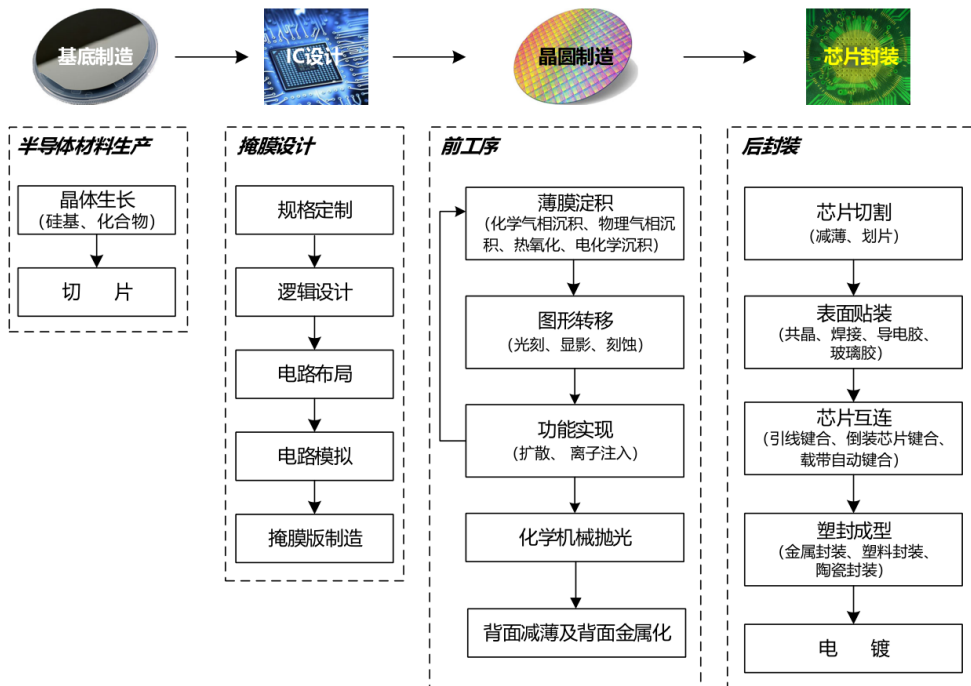 基底制造
IC设计
晶圆制造
芯片封装
半导体材料生产
晶体生长
(硅基、化合物)
切 片
掩膜设计
规格定制
逻辑设计
电路布局
电路模拟
掩膜版制造
前工序
薄膜淀积
(化学气相沉积、物理气相沉
积、热氧化、电化学沉积)
图形转移
(光刻、显影、刻蚀)
功能实现
(扩散、 离子注入)
化学机械抛光
背面减薄及背面金属化
后封装
芯片切割
(减薄、划片)
表面贴装
(共晶、焊接、导电胶、
玻璃胶)
芯片互连
(引线键合、倒装芯片键合、
载带自动键合)
塑封成型
(金属封装、塑料封装、
陶瓷封装)
电 镀